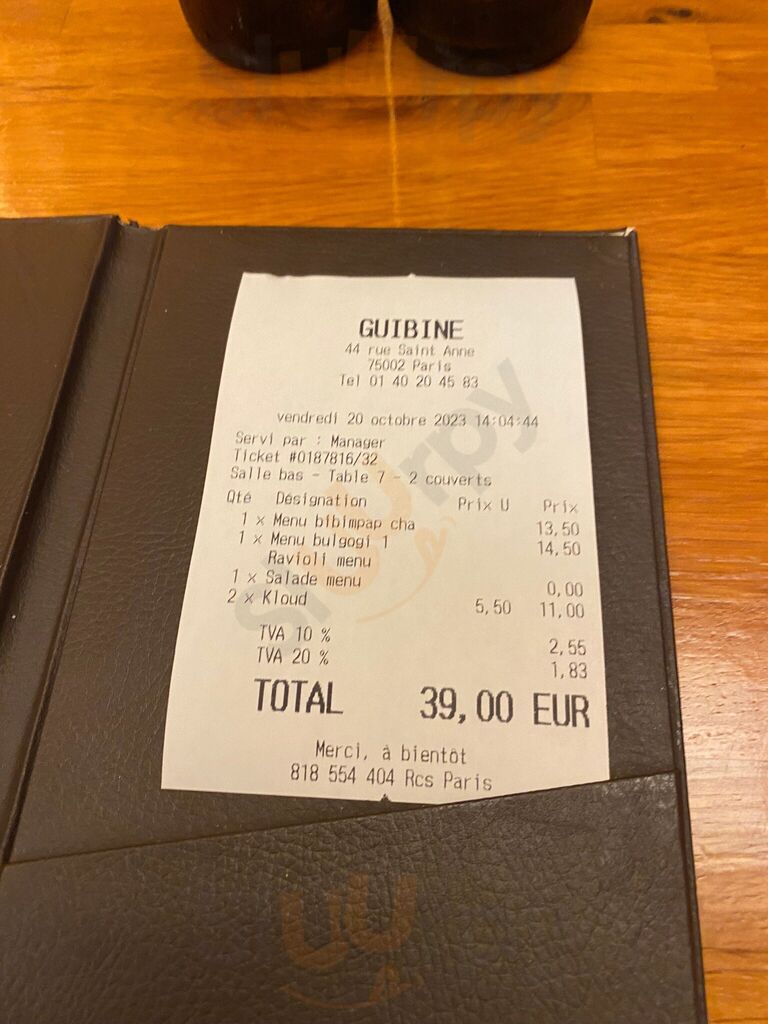 GUIBINE
44 rue Saint Anne
75002 Paris
Tel 01 40 20 45 83
vendredi 20 octobre 2023 14:04:44
Servi par : Manager
Ticket #0187816/32
Salle bas - Table 7 - 2 couverts
Qté Désignation Prix U Prix
1 x Menu bibimpap cha 13,50
1 x Menu bulgogi 1 14,50
Ravioli menu
1 x Salade menu 0,00
2 x Kloud 5,50 11,00
TVA 10 % 2,55
TVA 20 % 1,83
TOTAL 39,00 EUR
Merci, à bientôt
818 554 404 Rcs Paris